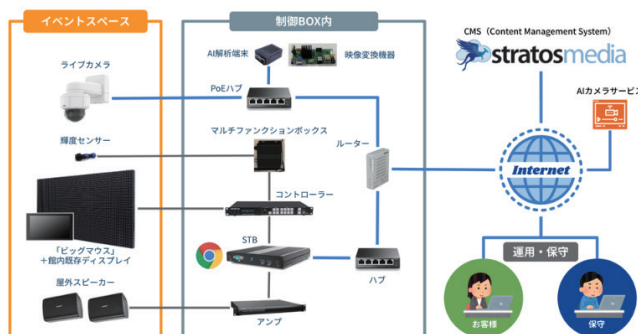 イベントスペース
ライブカメラ
輝度センサー
「ビッグマウス」
＋館内既存ディスプレイ
屋外スピーカー
制御BOX内
AI解析端末
映像変換機器
PoEハブ
マルチファンクションボックス
ルーター
コントローラー
STB
ハブ
アンプ
CMS（Content Management System）
stratosmedia
AIカメラサービス
Internet
運用・保守
お客様
保守